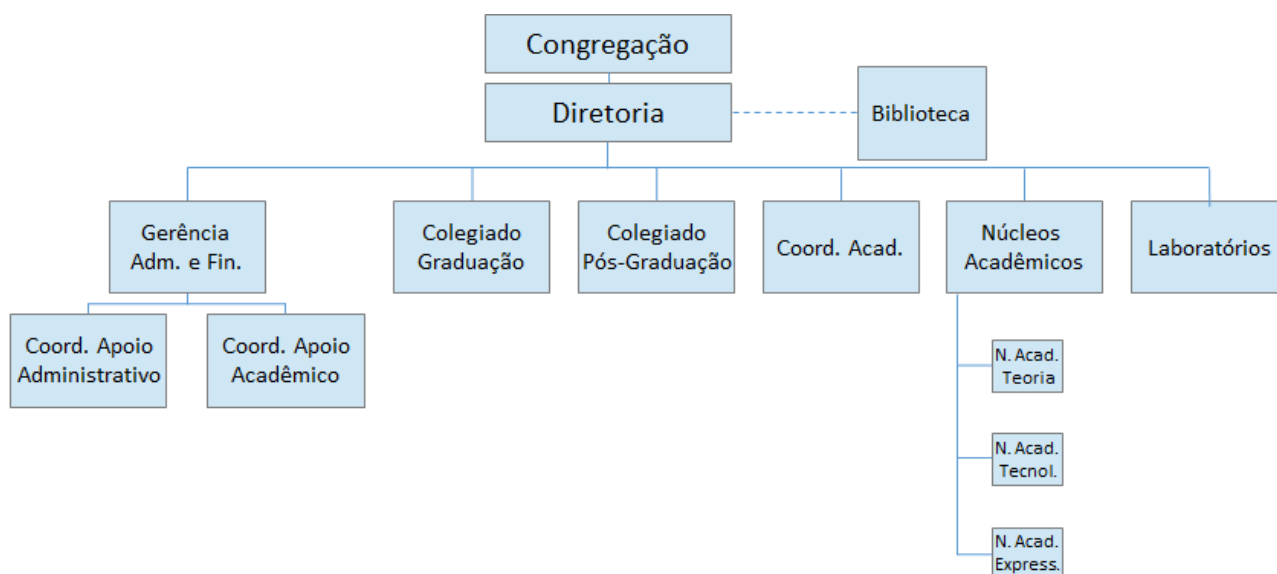 Congregação
Diretoria
Biblioteca
Gerência
Adm. e Fin.
Colegiado
Graduação
Colegiado
Pós-Graduação
Coord. Acad.
Núcleos
Acadêmicos
Laboratórios
Coord. Apoio
Administrativo
Coord. Apoio
Acadêmico
N. Acad.
Teoria
N. Acad.
Tecnol.
N. Acad.
Express.